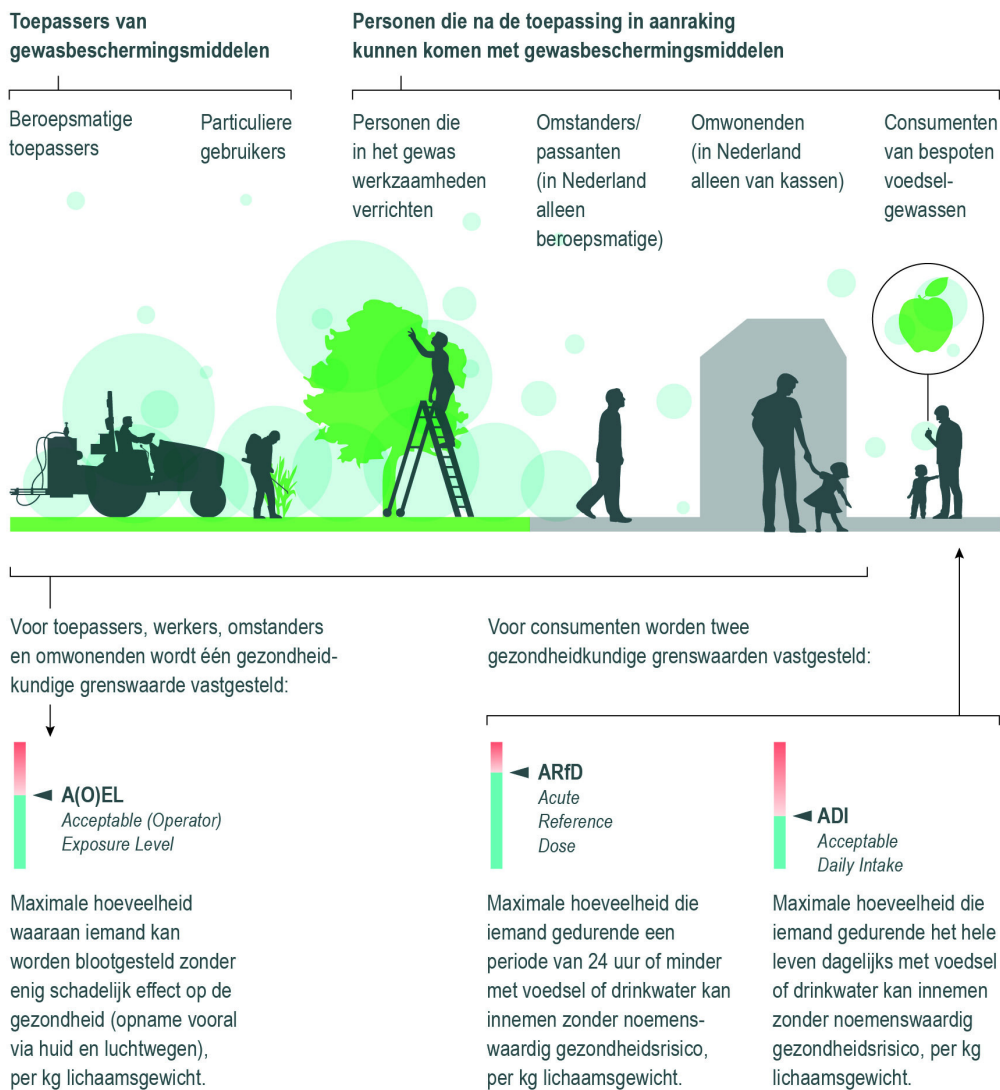 Toepassers van
gewasbeschermingsmiddelen
Personen die na de toepassing in aanraking
kunnen komen met gewasbeschermingsmiddelen
Beroepsmatige
toepassers
Particuliere
gebruikers
Personen die
in het gewas
werkzaamheden
verrichten
Omstanders/
passanten
(in Nederland
alleen
beroepsmatige)
Omwonenden
(in Nederland
alleen van kassen)
Consumenten
van bespoten
voedsel-
gewassen
Voor toepassers, werkers, omstanders
en omwonenden wordt één gezondheid-
kundige grenswaarde vastgesteld:
Voor consumenten worden twee
gezondheidkundige grenswaarden vastgesteld:
A(O)EL
Acceptable (Operator)
Exposure Level
Maximale hoeveelheid
waaraan iemand kan
worden blootgesteld zonder
enig schadelijk effect op de
gezondheid (opname vooral
via huid en luchtwegen),
per kg lichaamsgewicht.
ARfD
Acute
Reference
Dose
Maximale hoeveelheid die
iemand gedurende een
periode van 24 uur of minder
met voedsel of drinkwater kan
innemen zonder noemens-
waardig gezondheidsrisico,
per kg lichaamsgewicht.
ADI
Acceptable
Daily Intake
Maximale hoeveelheid die
iemand gedurende het hele
leven dagelijks met voedsel
of drinkwater kan innemen
zonder noemenswaardig
gezondheidsrisico, per kg
lichaamsgewicht.